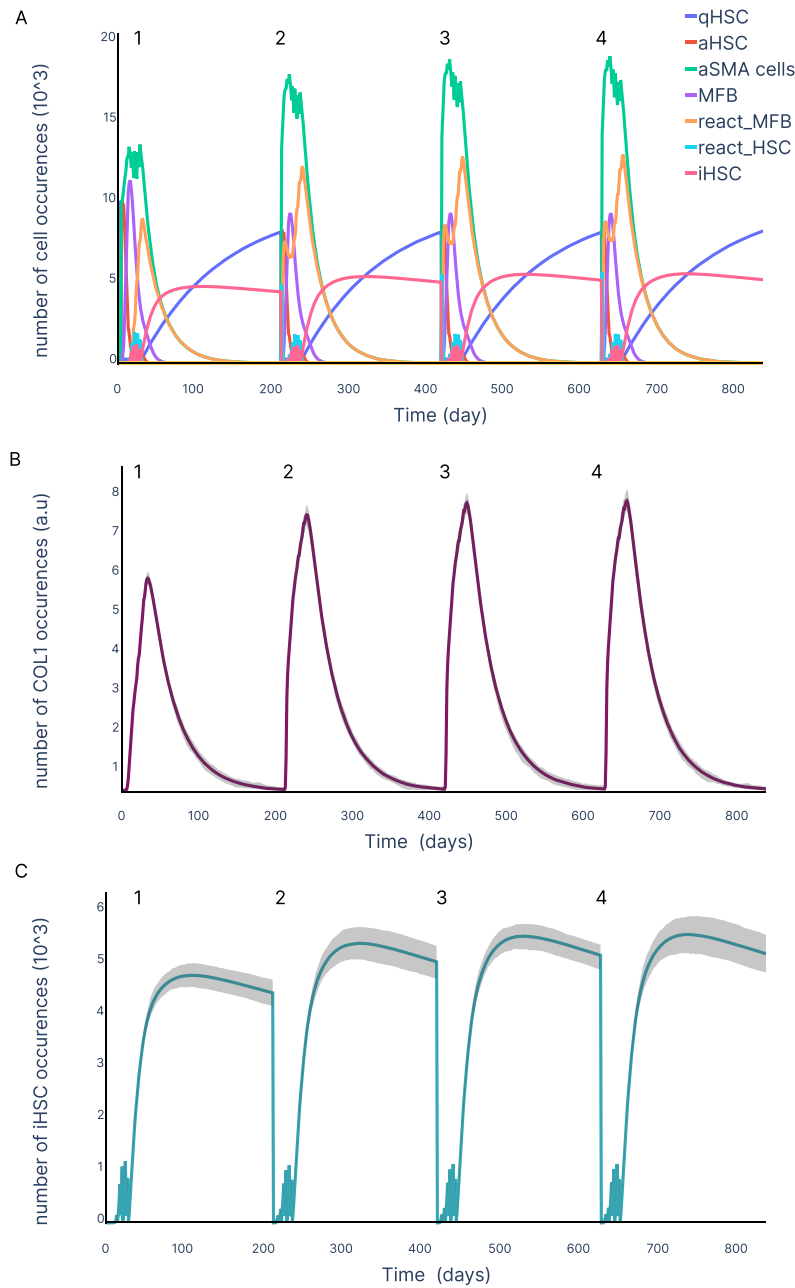 A
1
2
3
4
qHSC
aHSC
aSMA cells
MFB
react_MFB
react_HSC
iHSC
number of cell occurences (10^3)
20
15
10
5
0
0 100 200 300 400 500 600 700 800
Time (day)
B
1 2 3 4
number of COL1 occurences (a.u)
8
7
6
5
4
3
2
1
0 100 200 300 400 500 600 700 800
Time (days)
C
1 2 3 4
number of iHSC occurences (10^3)
6
5
4
3
2
1
0
0 100 200 300 400 500 600 700 800
Time (days)